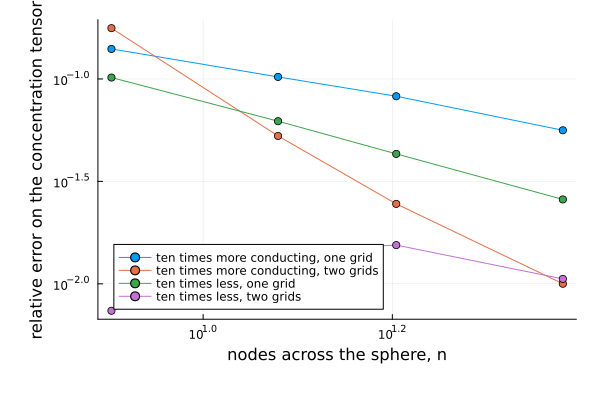 relative error on the concentration tensor
10^−1.0
10^−1.5
10^−2.0
ten times more conducting, one grid
ten times more conducting, two grids
ten times less, one grid
ten times less, two grids
10^1.0
10^1.2
nodes across the sphere, n